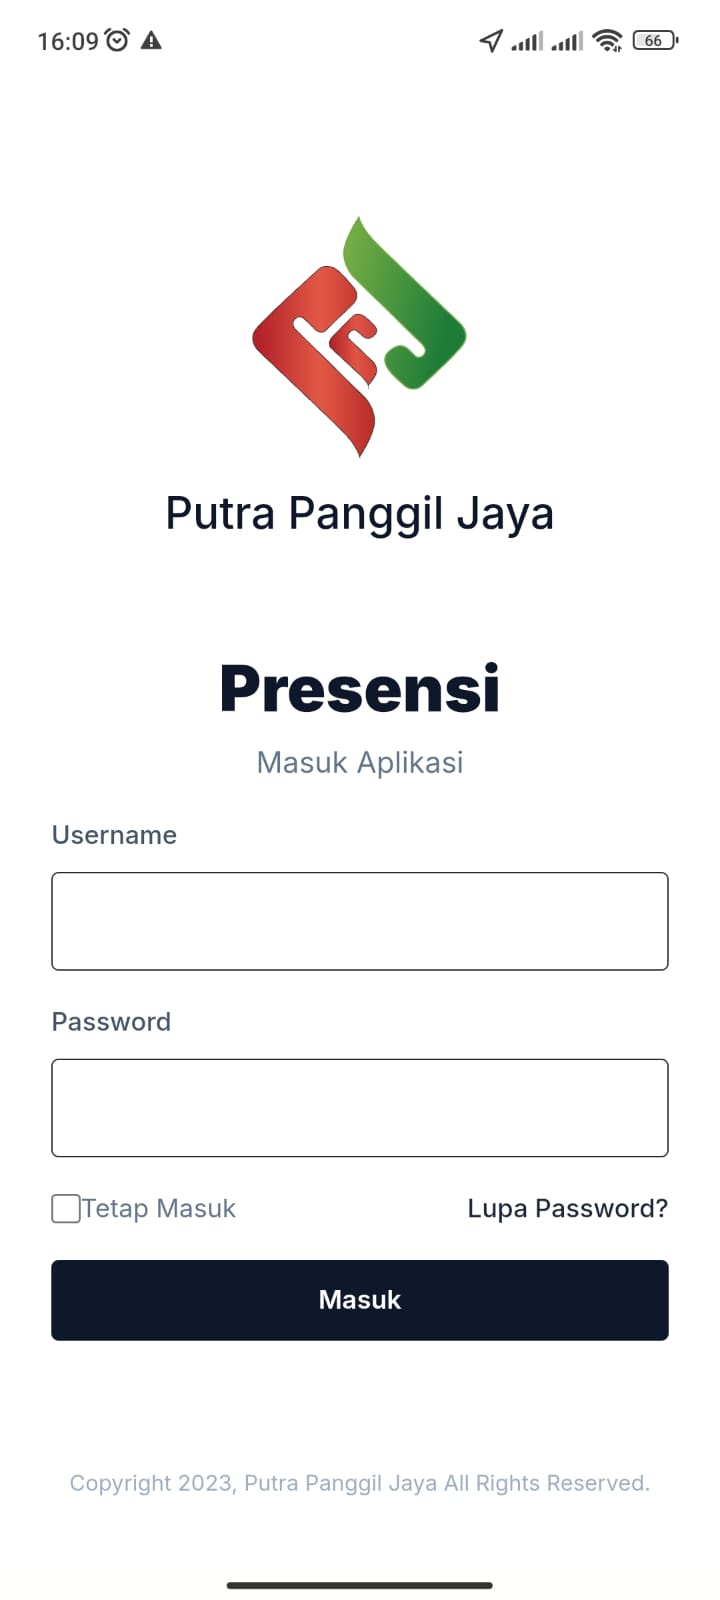 16:09
66
Putra Panggil Jaya
Presensi
Masuk Aplikasi
Username
Password
Tetap Masuk
Lupa Password?
Masuk
Copyright 2023, Putra Panggil Jaya All Rights Reserved.